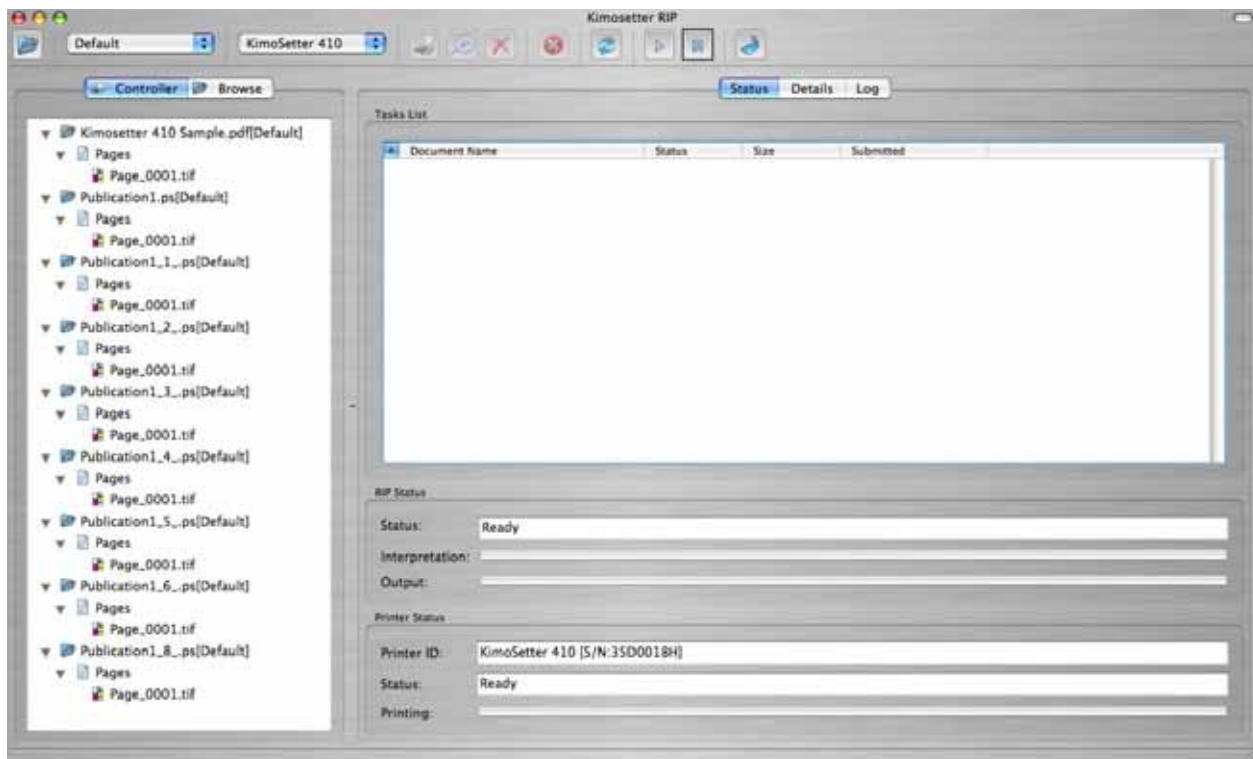 Kimosetter RIP
Default KimoSetter 410
Controller Browse
Kimosetter 410 Sample.pdf[Default]
Pages
Page_0001.tif
Publication1.ps[Default]
Pages
Page_0001.tif
Publication1_1_.ps[Default]
Pages
Page_0001.tif
Publication1_2_.ps[Default]
Pages
Page_0001.tif
Publication1_3_.ps[Default]
Pages
Page_0001.tif
Publication1_4_.ps[Default]
Pages
Page_0001.tif
Publication1_5_.ps[Default]
Pages
Page_0001.tif
Publication1_6_.ps[Default]
Pages
Page_0001.tif
Publication1_8_.ps[Default]
Pages
Page_0001.tif
Status Details Log
Tasks List
Document Name Status Size Submitted
RIP Status
Status: Ready
Interpretation:
Output:
Printer Status
Printer ID: KimoSetter 410 [S/N:3SD0018H]
Status: Ready
Printing: